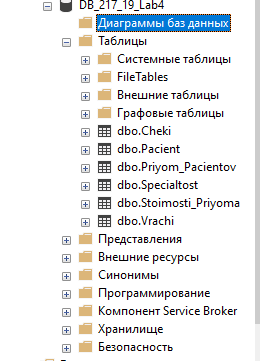 DB_217_19_Lab4
Диаграммы баз данных
Таблицы
Системные таблицы
FileTables
Внешние таблицы
Графовые таблицы
dbo.Cheki
dbo.Pacient
dbo.Priyom_Pacientov
dbo.Specialtost
dbo.Stoimosti_Priyoma
dbo.Vrachi
Представления
Внешние ресурсы
Синонимы
Программирование
Компонент Service Broker
Хранилище
Безопасность